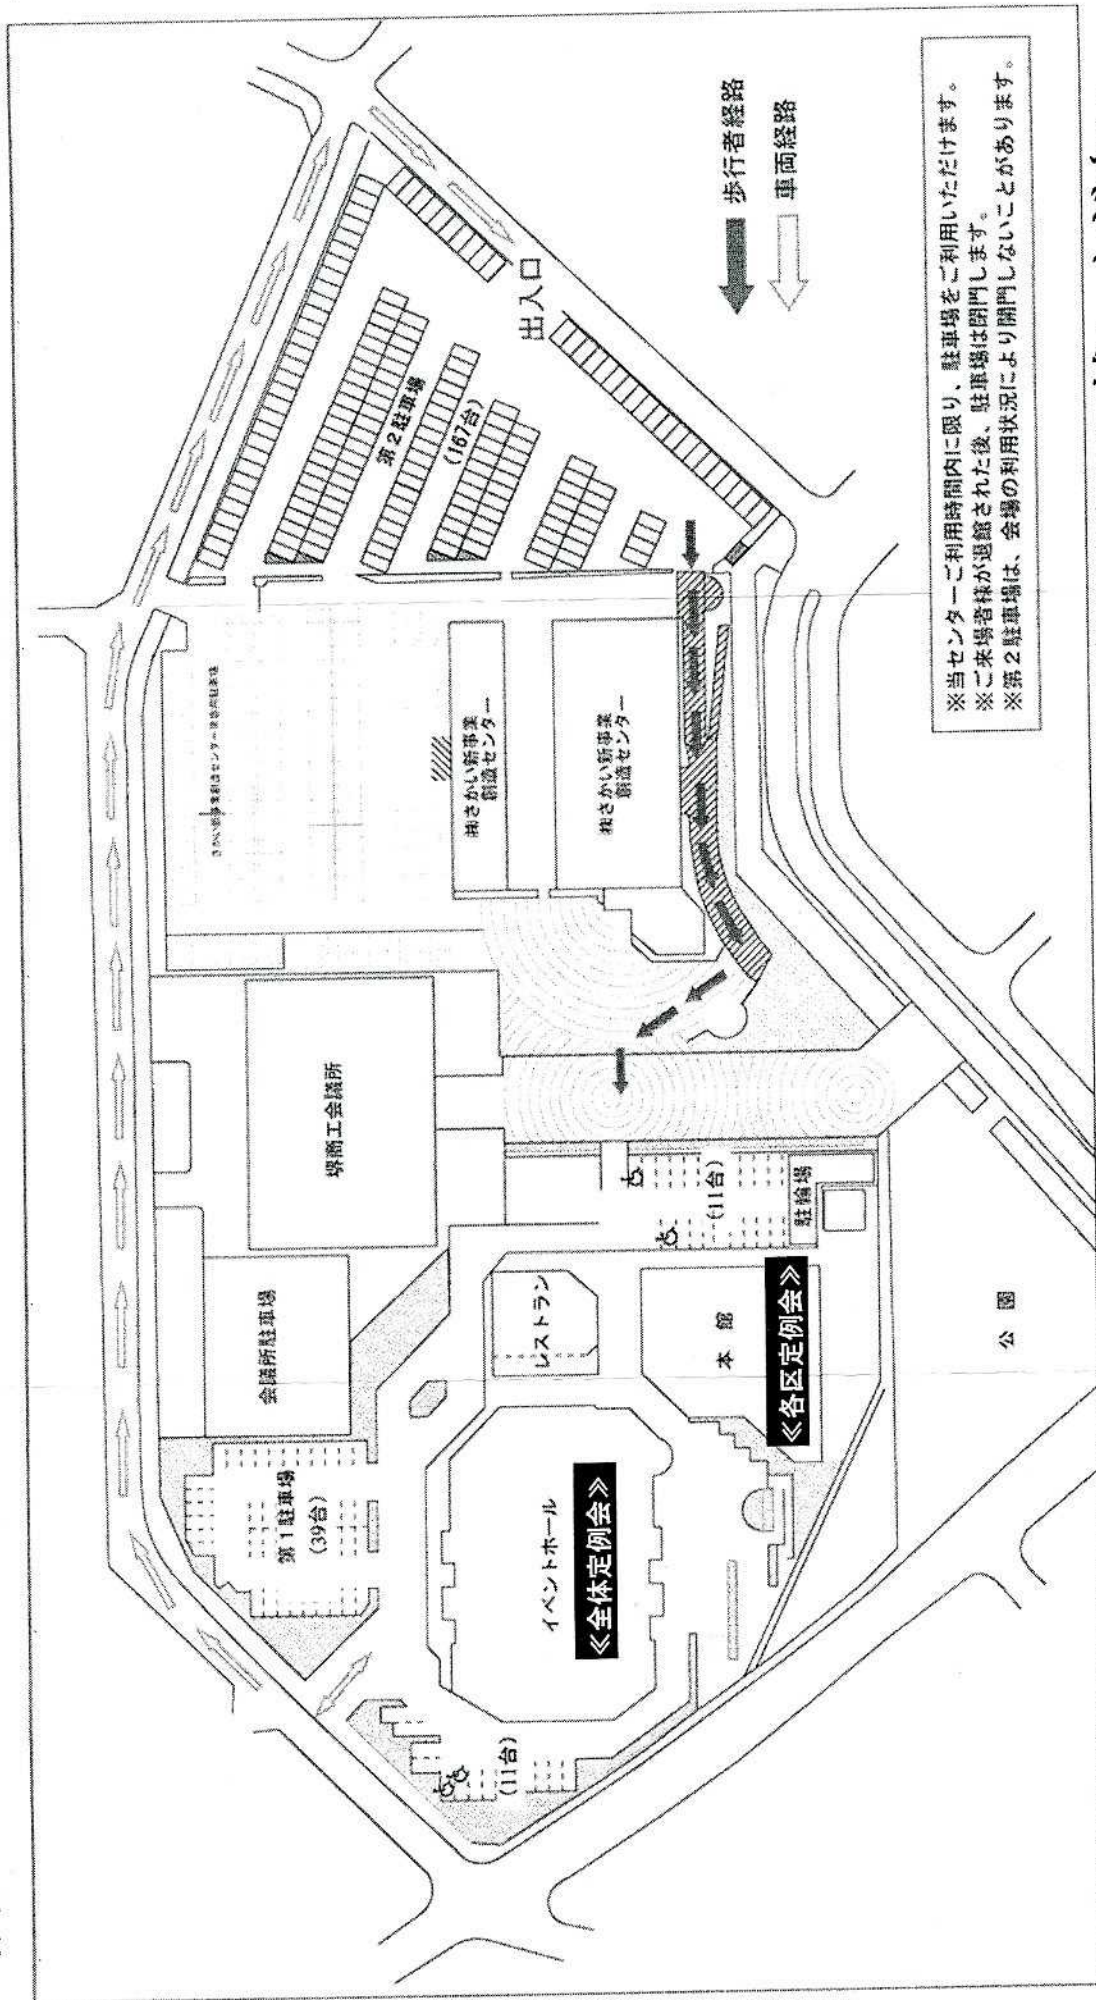 歩行者経路
車両経路
※当センターご利用時間内に限り、駐車場をご利用いただけます。
※ご来場者様が退館された後、駐車場は閉門します。
※第2駐車場は、会場の利用状況により開門しないことがあります。
出入口
第2駐車場
(167台)
㈱さかい新事業
創造センター
㈱さかい新事業
創造センター
堺商工会議所
会議所駐車場
第1駐車場
(39台)
レストラン
(11台)
駐輪場
本館
≪各区定例会≫
イベントホール
≪全体定例会≫
(11台)
公園